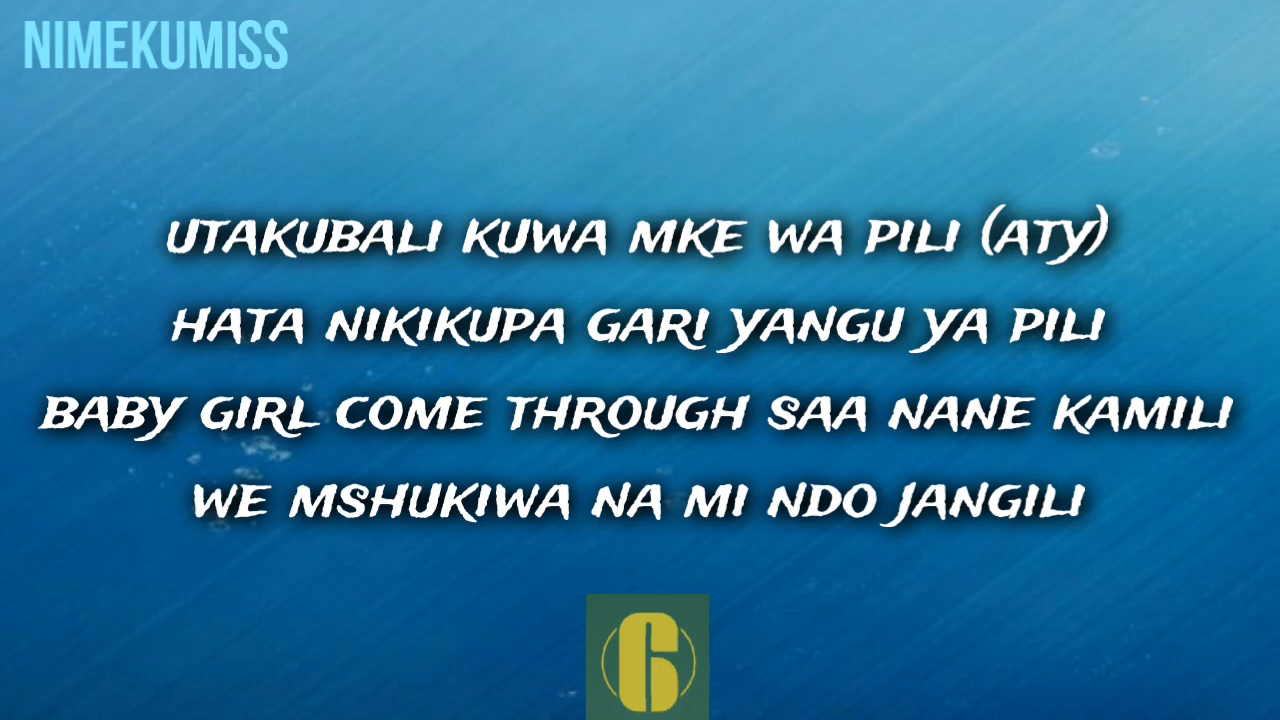 NIMEKUMISS
UTAKUBALI KUWA MKE WA PILI (ATY)
HATA NIKIKUPA GARI YANGU YA PILI
BABY GIRL COME THROUGH SAA NANE KAMILI
WE MSHUKIWA NA MI NDO JANGILI
6